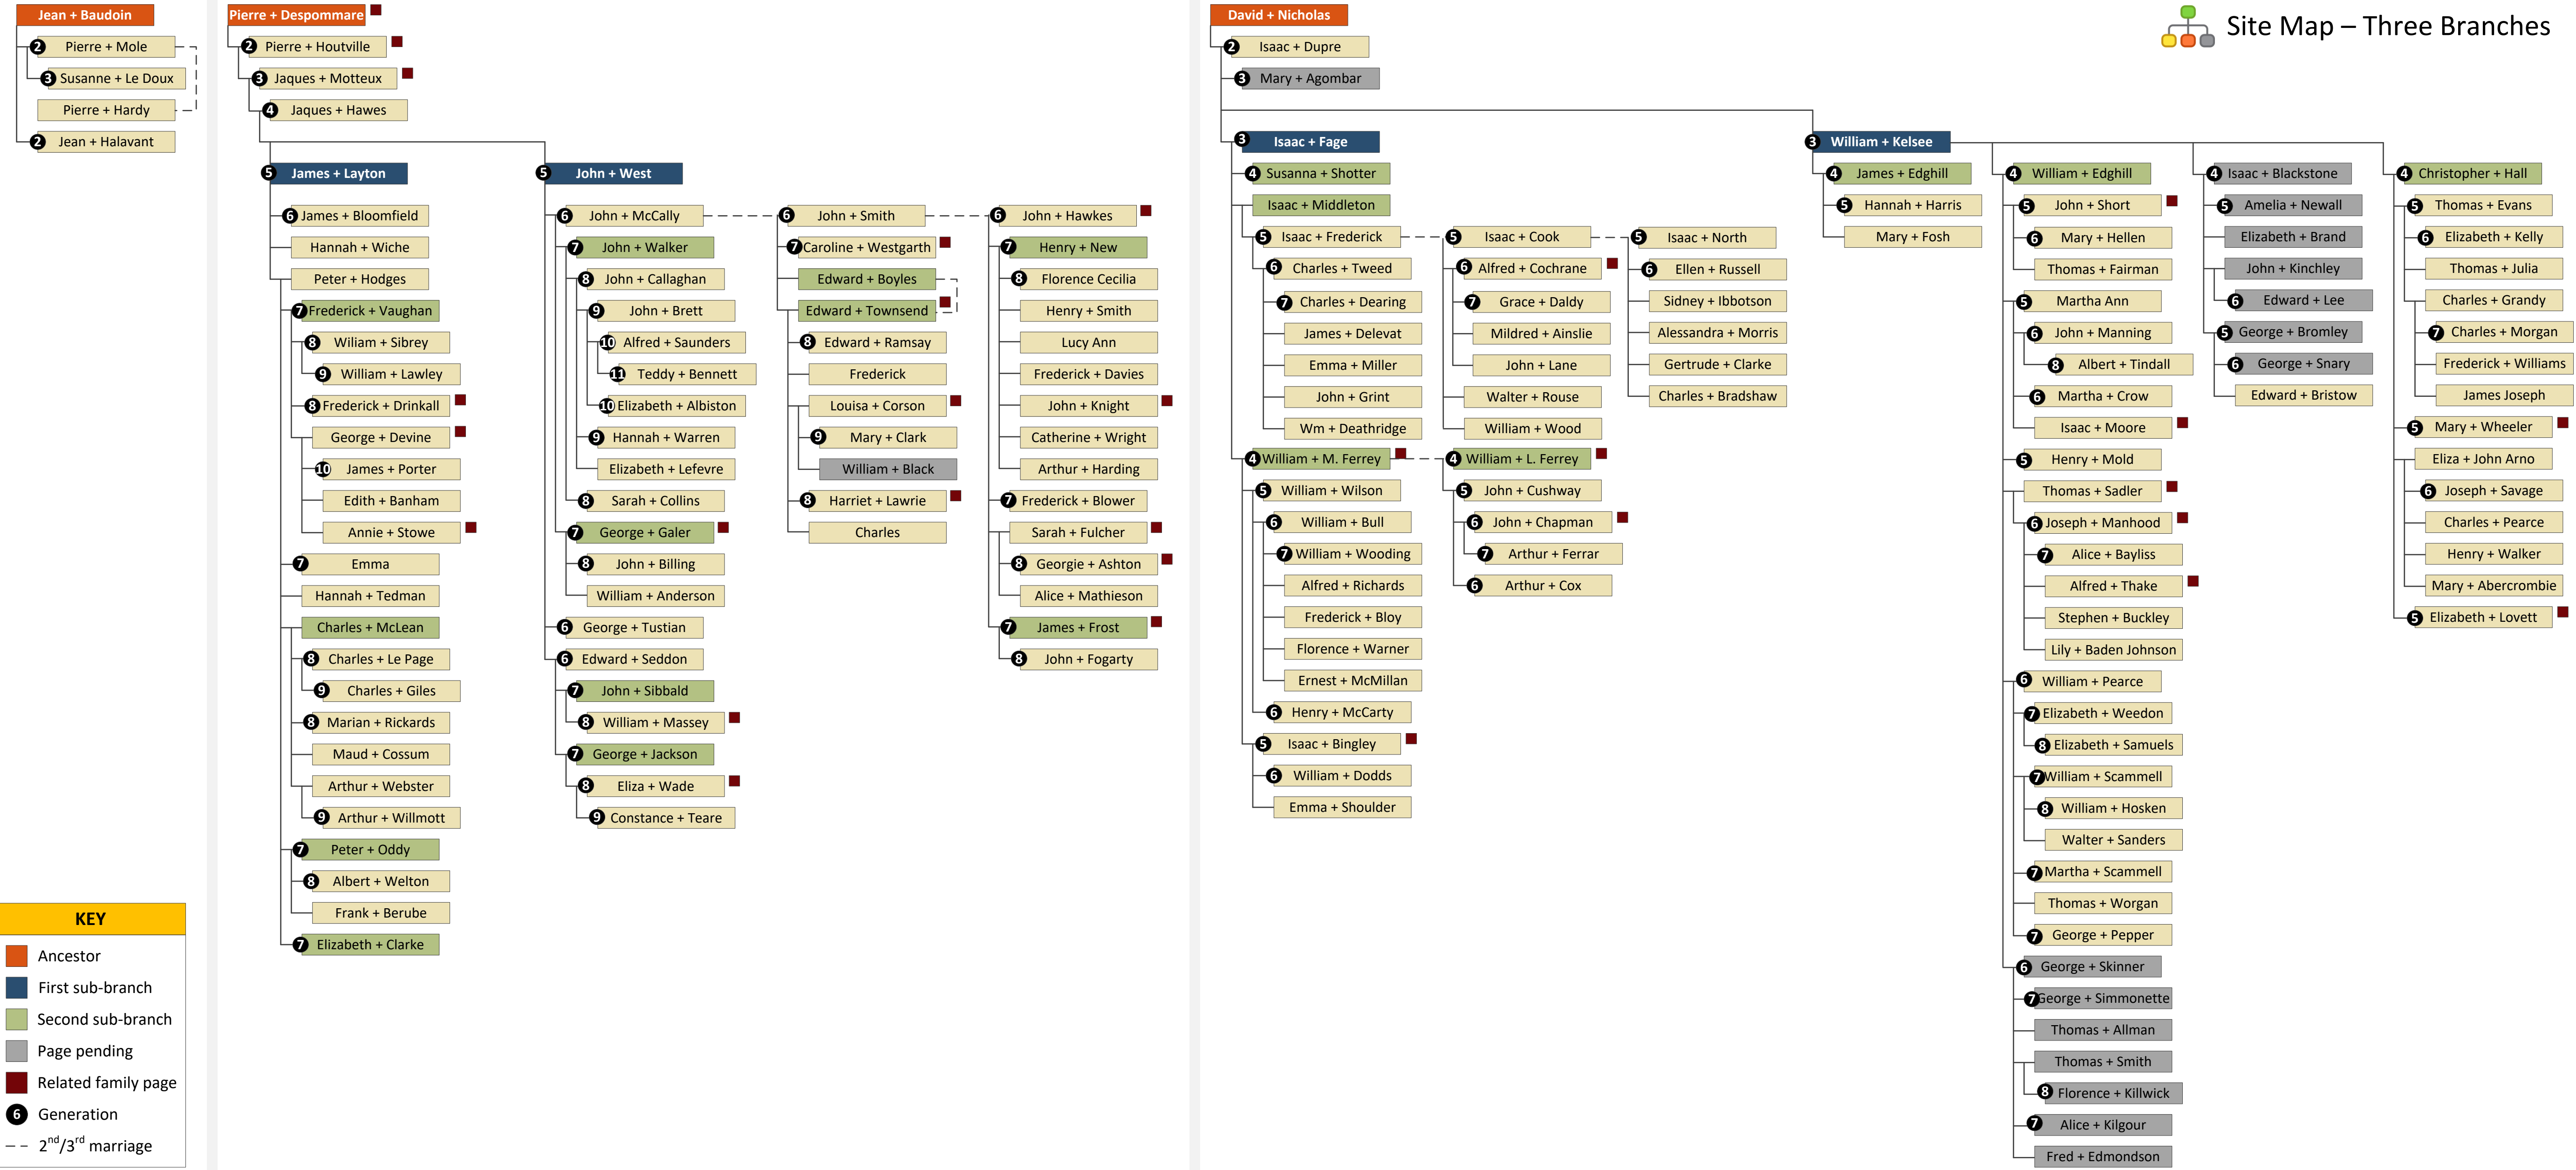 Site Map – Three Branches
Jean + Baudoin
2 Pierre + Mole
3 Susanne + Le Doux
Pierre + Hardy
2 Jean + Halavant
KEY
Ancestor
First sub-branch
Second sub-branch
Page pending
Related family page
6 Generation
2nd/3rd marriage
Pierre + Despommare
2 Pierre + Houtville
3 Jaques + Motteux
4 Jaques + Hawes
5 James + Layton
6 James + Bloomfield
Hannah + Wiche
Peter + Hodges
7 Frederick + Vaughan
8 Wiliam + Sibrey
9 William + Lawley
8 Frederick + Drinkall
George + Devine
10 James + Porter
Edith + Banham
Annie + Stowe
7 Emma
Hannah + Tedman
Charles + McLean
8 Charles + Le Page
9 Charles + Giles
8 Marian + Rickards
Maud + Cossum
Arthur + Webster
9 Arthur + Willmott
7 Peter + Oddy
8 Albert + Welton
Frank + Berube
7 Elizabeth + Clarke
5 John + West
6 John + McCally
7 John + Walker
8 John + Callaghan
9 John + Brett
10 Alfred + Saunders
11 Teddy + Bennett
10 Elizabeth + Albiston
9 Hannah + Warren
Elizabeth + Lefevre
8 Sarah + Collins
7 George + Galer
8 John + Billing
William + Anderson
6 George + Tustian
6 Edward + Seddon
7 John + Sibbald
8 William + Massey
7 George + Jackson
8 Eliza + Wade
9 Constance + Teare
6 John + Smith
7 Caroline + Westgarth
Edward + Boyles
Edward + Townsend
8 Edward + Ramsay
Frederick
Louisa + Corson
9 Mary + Clark
William + Black
8 Harriet + Lawrie
Charles
6 John + Hawkes
7 Henry + New
8 Florence Cecilia
Henry + Smith
Lucy Ann
Frederick + Davies
John + Knight
Catherine + Wright
Arthur + Harding
7 Frederick + Blower
Sarah + Fulcher
8 Georgie + Ashton
Alice + Mathieson
7 James + Frost
8 John + Fogarty
David + Nicholas
2 Isaac + Dupre
3 Mary + Agombar
3 Isaac + Fage
4 Susanna + Shotter
Isaac + Middleton
5 Isaac + Frederick
6 Charles + Tweed
7 Charles + Dearing
James + Delevat
Emma + Miller
John + Grint
Wm + Deathridge
4 William + M. Ferrey
5 William + Wilson
6 William + Bull
7 William + Wooding
Alfred + Richards
Frederick + Bloy
Florence + Warner
Ernest + McMillan
6 Henry + McCarty
5 Isaac + Bingley
6 William + Dodds
Emma + Shoulder
5 Isaac + Cook
6 Alfred + Cochrane
7 Grace + Daldy
Mildred + Ainslie
John + Lane
Walter + Rouse
William + Wood
4 William + L. Ferrey
5 John + Cushway
6 John + Chapman
7 Arthur + Ferrar
6 Arthur + Cox
5 Isaac + North
6 Ellen + Russell
Sidney + Ibbotson
Alessandra + Morris
Gertrude + Clarke
Charles + Bradshaw
3 William + Kelsee
4 James + Edghill
5 Hannah + Harris
Mary + Fosh
4 William + Edghill
5 John + Short
6 Mary + Hellen
Thomas + Fairman
5 Martha Ann
6 John + Manning
8 Albert + Tindall
6 Martha + Crow
Isaac + Moore
5 Henry + Mold
Thomas + Sadler
6 Joseph + Manhood
7 Alice + Bayliss
Alfred + Thake
Stephen + Buckley
Lily + Baden Johnson
6 William + Pearce
7 Elizabeth + Weedon
8 Elizabeth + Samuels
7 William + Scammell
8 William + Hosken
Walter + Sanders
7 Martha + Scammell
Thomas + Worgan
7 George + Pepper
6 George + Skinner
7 George + Simmonette
Thomas + Allman
Thomas + Smith
8 Florence + Killwick
7 Alice + Kilgour
Fred + Edmondson
4 Isaac + Blackstone
5 Amelia + Newall
Elizabeth + Brand
John + Kinchley
6 Edward + Lee
5 George + Bromley
6 George + Snary
Edward + Bristow
4 Christopher + Hall
5 Thomas + Evans
6 Elizabeth + Kelly
Thomas + Julia
Charles + Grandy
7 Charles + Morgan
Frederick + Williams
James Joseph
5 Mary + Wheeler
Eliza + John Arno
6 Joseph + Savage
Charles + Pearce
Henry + Walker
Mary + Abercrombie
5 Elizabeth + Lovett